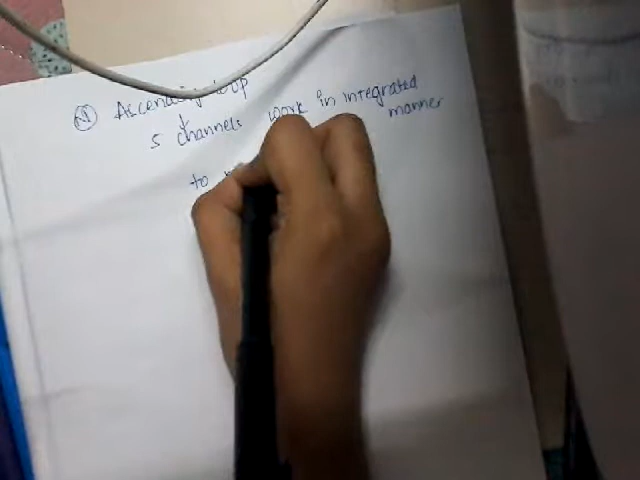 Ascending loop
5 channels work in integrated manner
to